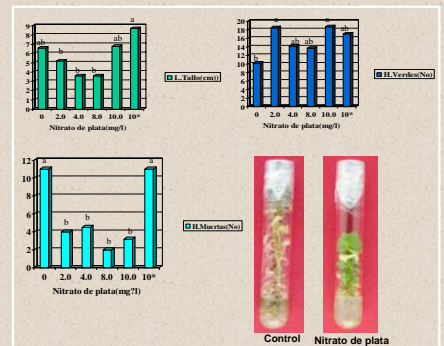 9
8
7
6
5
4
3
2
1
0
ab
b
b
b
ab
a
0 2.0 4.0 8.0 10.0 10*
Nitrato de plata(mg/l)
L.Tallo(cm))
20
18
16
14
12
10
8
6
4
2
0
b
a
ab
ab
a
ab
0 2.0 4.0 8.0 10.0 10*
Nitrato de plata(mg/l)
H.Verdes(No)
12
10
8
6
4
2
0
a
b
b
b
b
a
0 2.0 4.0 8.0 10.0 10*
Nitrato de plata(mg?l)
H.Muertas(No)
Control Nitrato de plata